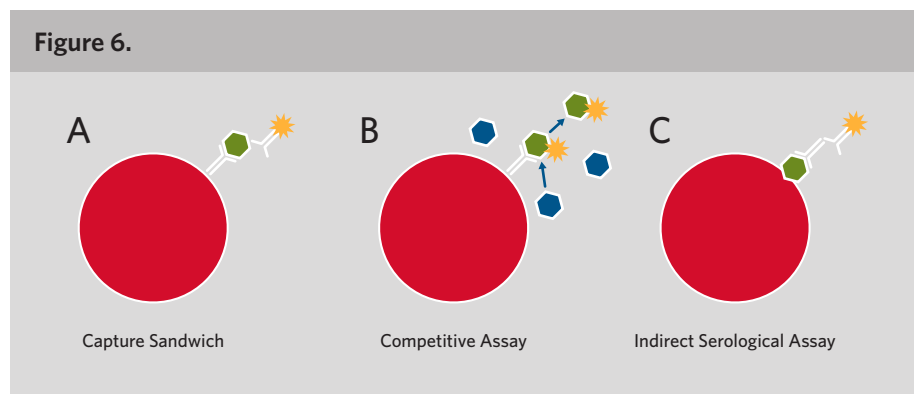 Figure 6.
A
B
C
Capture Sandwich
Competitive Assay
Indirect Serological Assay